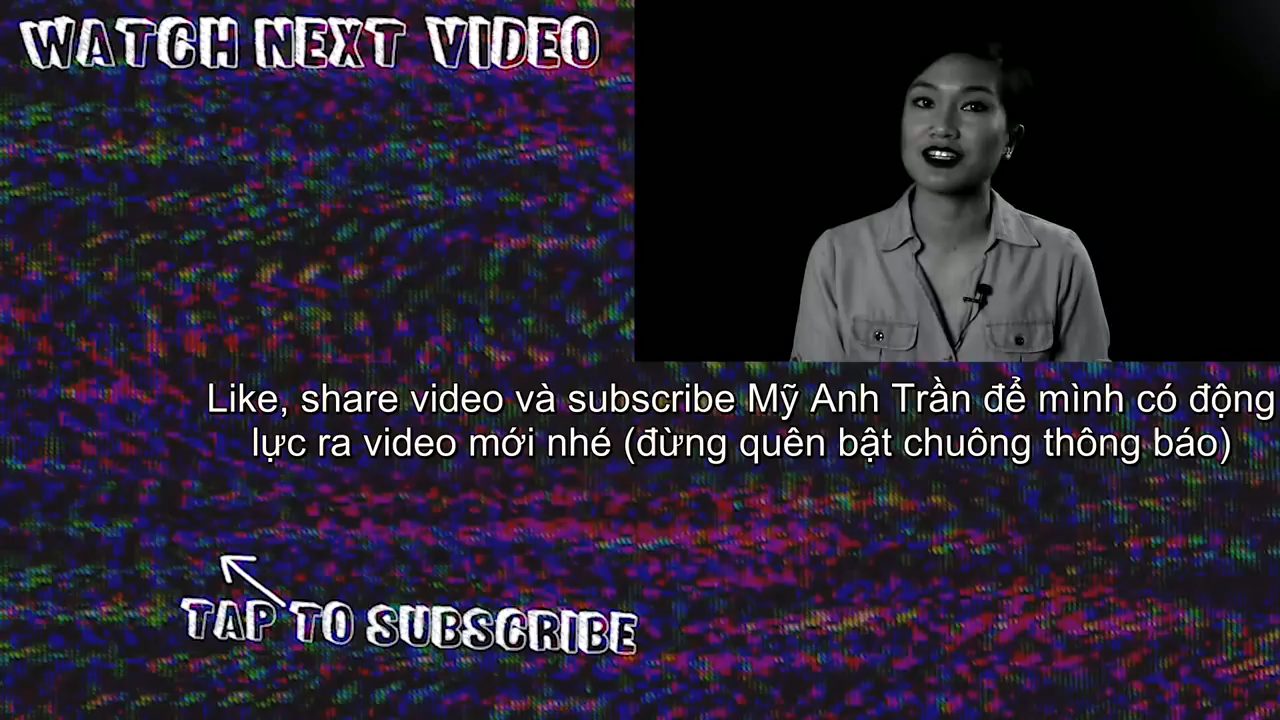 WATCH NEXT VIDEO
Like, share video và subscribe Mỹ Anh Trần để mình có động
lực ra video mới nhé (đừng quên bật chuông thông báo)
TAP TO SUBSCRIBE